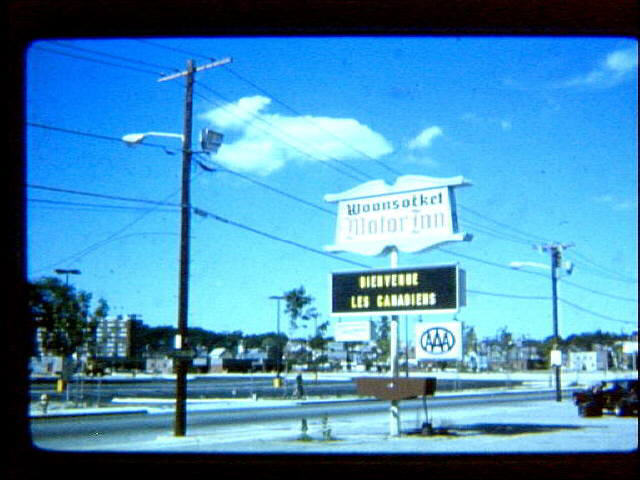 Woonsocket
Motor Inn
BIENVENUE
LES CANADIENS
AAA